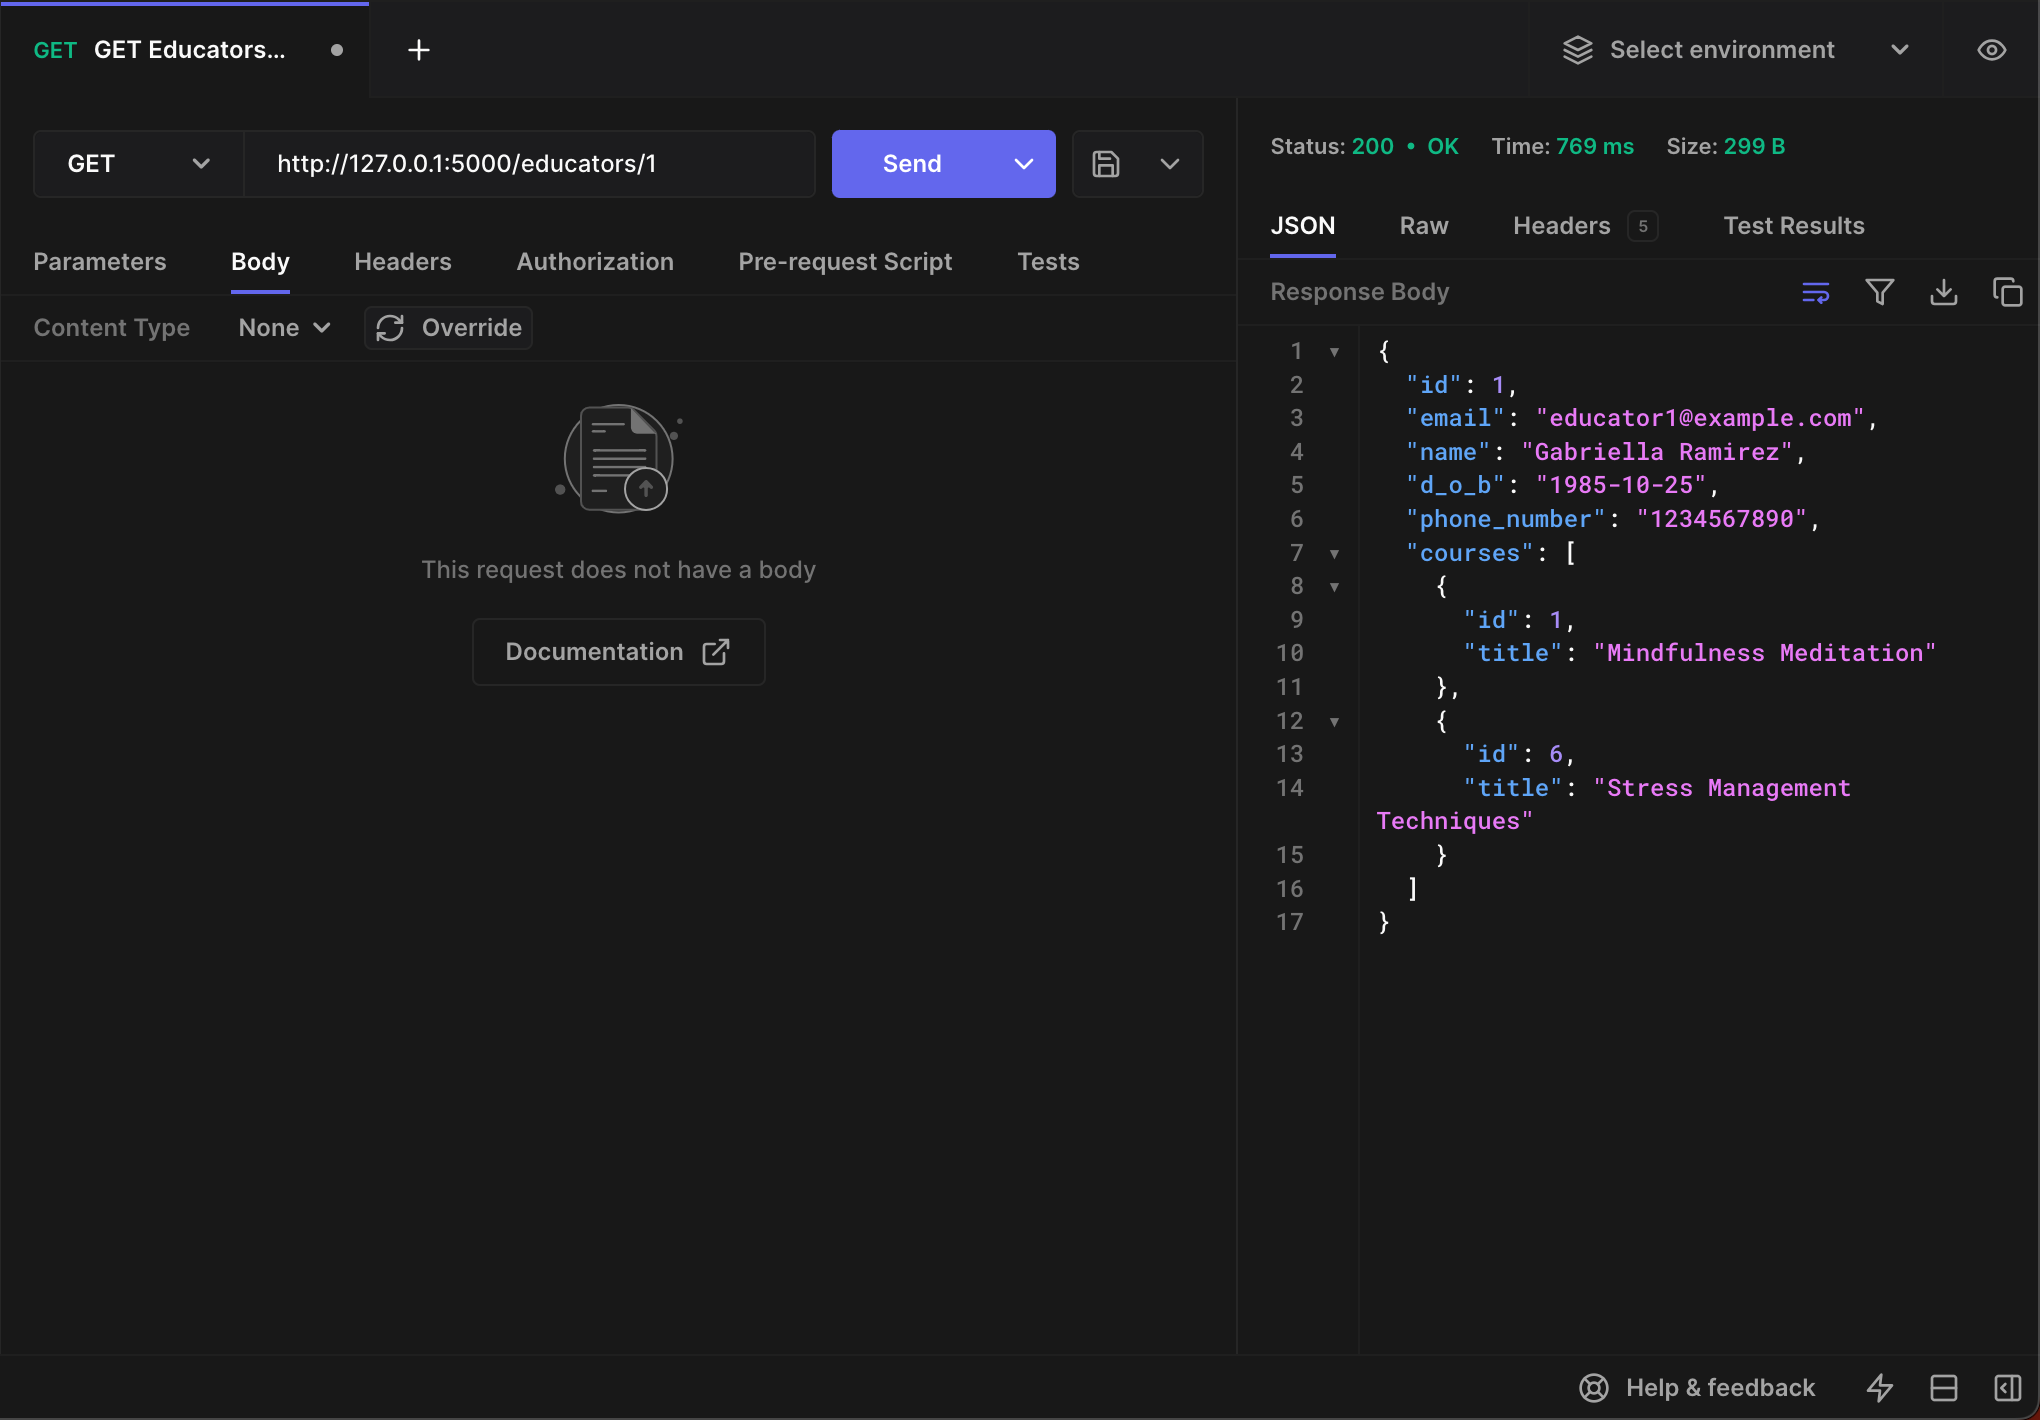 GET GET Educators... Select environment
GET http://127.0.0.1:5000/educators/1 Send
Parameters Body Headers Authorization Pre-request Script Tests
Content Type None Override
This request does not have a body
Documentation
Status: 200 • OK Time: 769 ms Size: 299 B
JSON Raw Headers 5 Test Results
Response Body
1 {
2 "id": 1,
3 "email": "educator1@example.com",
4 "name": "Gabriella Ramirez",
5 "d_o_b": "1985-10-25",
6 "phone_number": "1234567890",
7 "courses": [
8 {
9 "id": 1,
10 "title": "Mindfulness Meditation"
11 },
12 {
13 "id": 6,
14 "title": "Stress Management
Techniques"
15 }
16 ]
17 }
Help & feedback